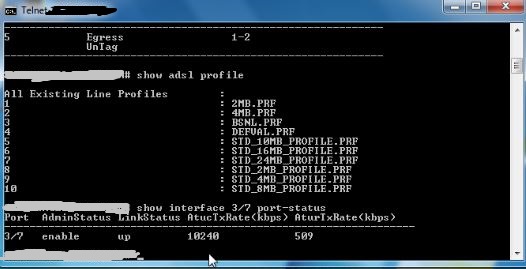 Telnet
5 Egress 1-2
UnTag
# show adsl profile
All Existing Line Profiles :
1 : 2MB.PRF
2 : 4MB.PRF
3 : BSNL.PRF
4 : DEFVAL.PRF
5 : STD_10MB_PROFILE.PRF
6 : STD_16MB_PROFILE.PRF
7 : STD_24MB_PROFILE.PRF
8 : STD_2MB_PROFILE.PRF
9 : STD_4MB_PROFILE.PRF
10 : STD_8MB_PROFILE.PRF
show interface 3/7 port-status
Port AdminStatus LinkStatus AtucTxRate(kbps) AturTxRate(kbps)
3/7 enable up 10240 509